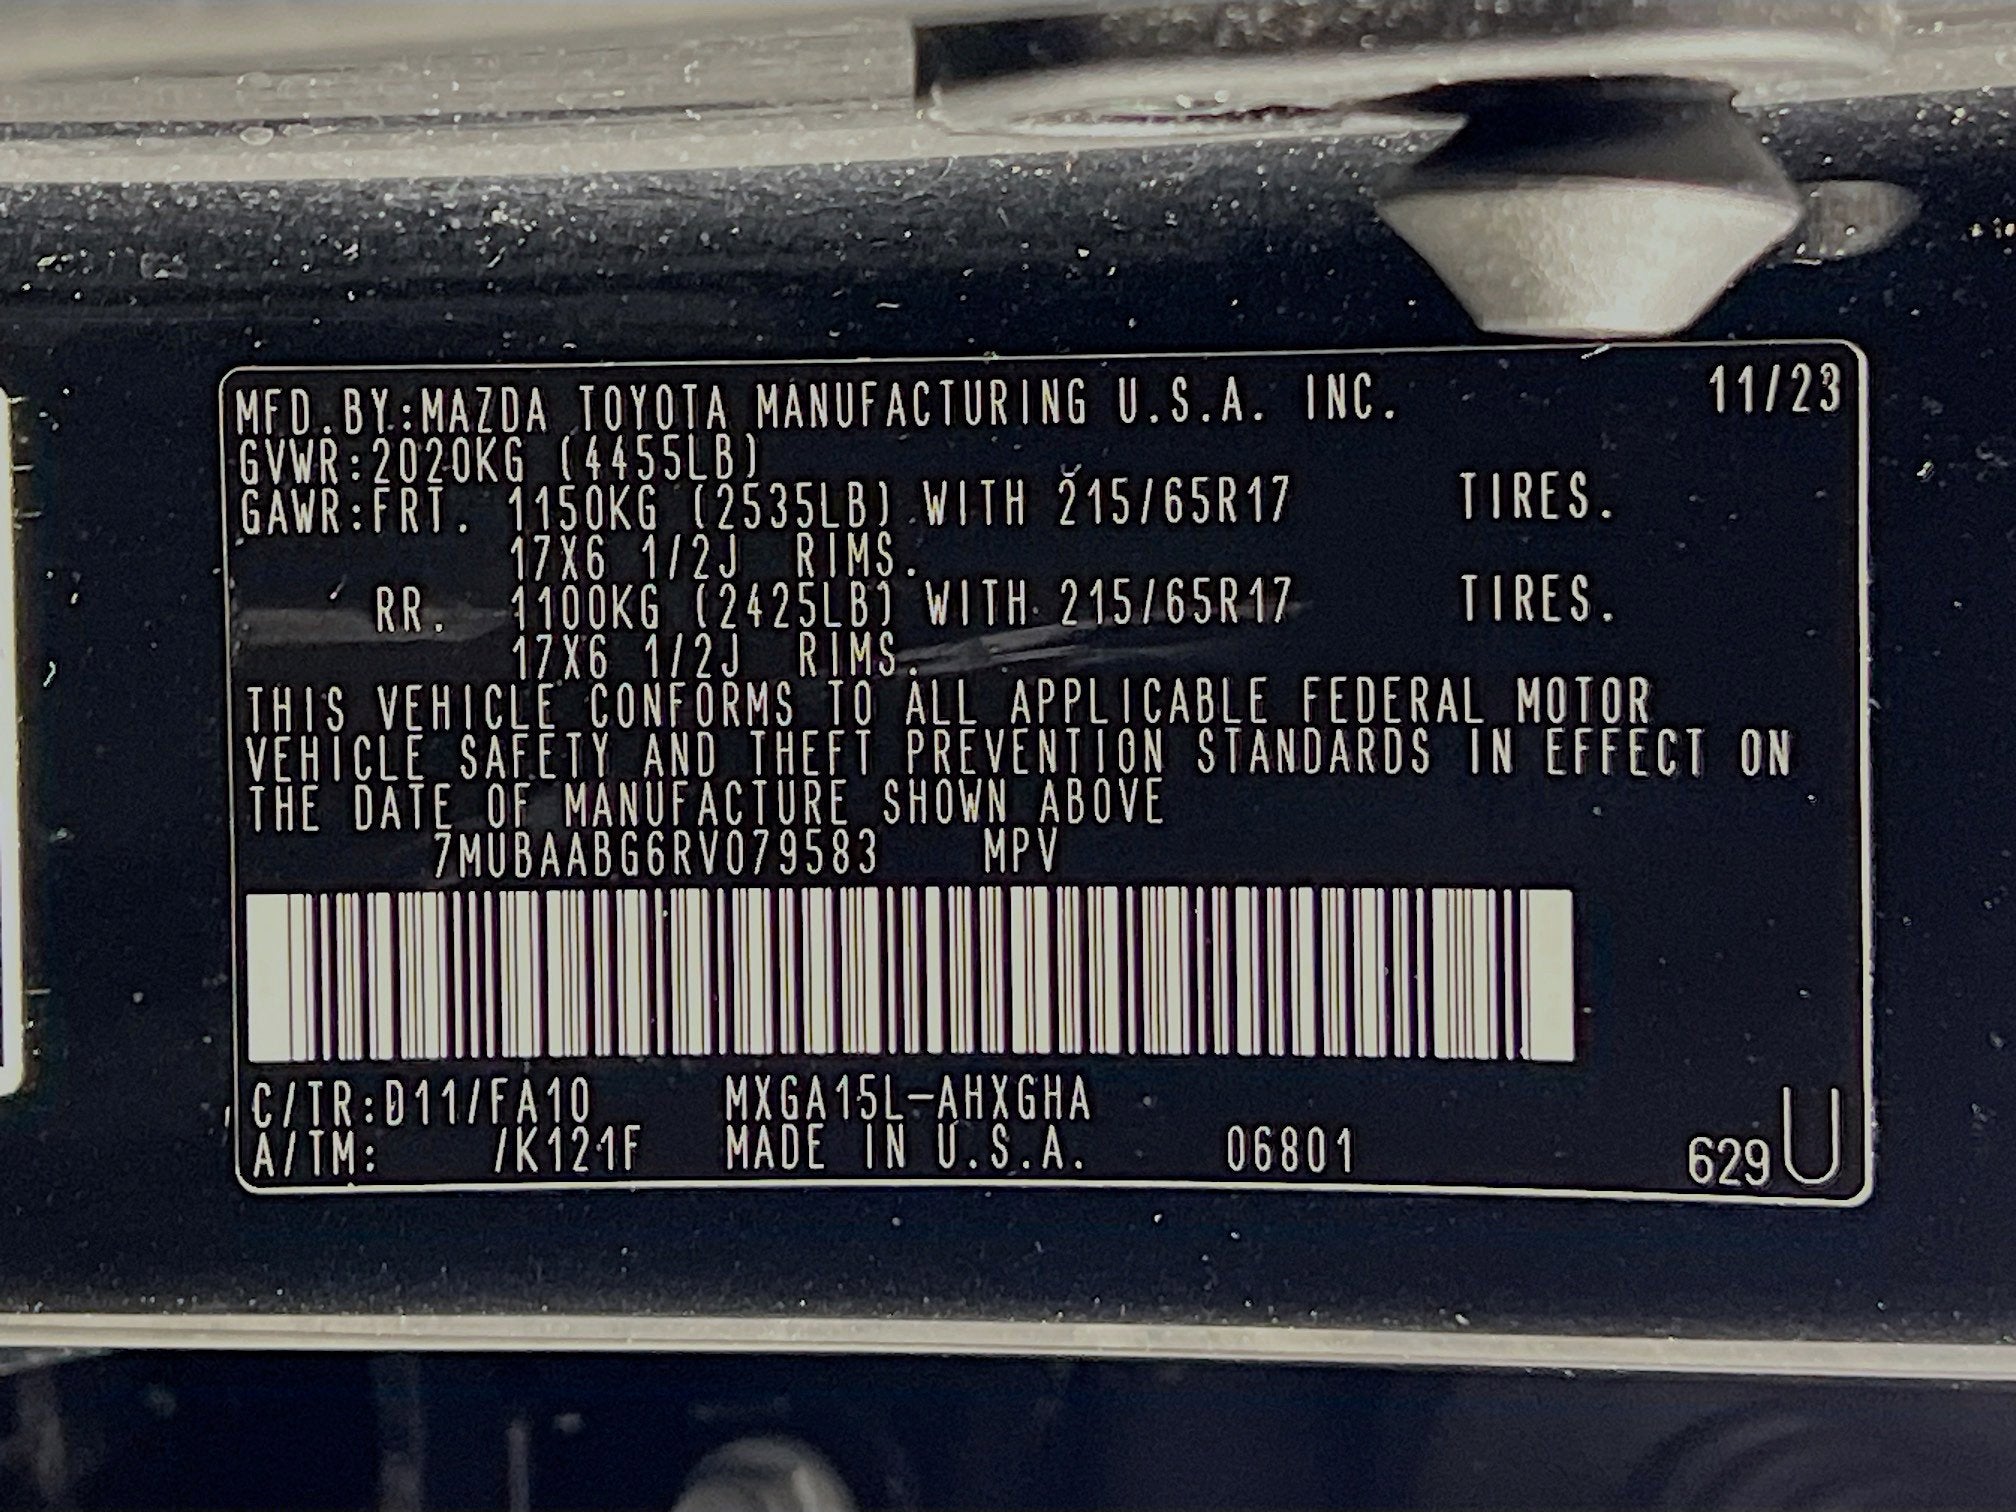 MFD.BY:MAZDA TOYOTA MANUFACTURING U.S.A. INC. 11/23
GVWR:2020KG (4455LB)
GAWR:FRT. 1150KG (2535LB) WITH 215/65R17 TIRES.
17X6 1/2J RIMS.
RR. 1100KG (2425LB) WITH 215/65R17 TIRES.
17X6 1/2J RIMS.
THIS VEHICLE CONFORMS TO ALL APPLICABLE FEDERAL MOTOR
VEHICLE SAFETY AND THEFT PREVENTION STANDARDS IN EFFECT ON
THE DATE OF MANUFACTURE SHOWN ABOVE
7MUBAABG6RV079583 MPV
C/TR:D11/FA10 MXGA15L-AHXGHA
A/TM: /K121F MADE IN U.S.A. 06801 629U